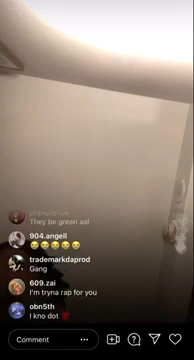 They be green asf
904.angell
😢😢😢😢😢
trademarkdaprod
Gang
609.zai
I'm tryna rap for you
obn5th
I kno dot 💯
Comment